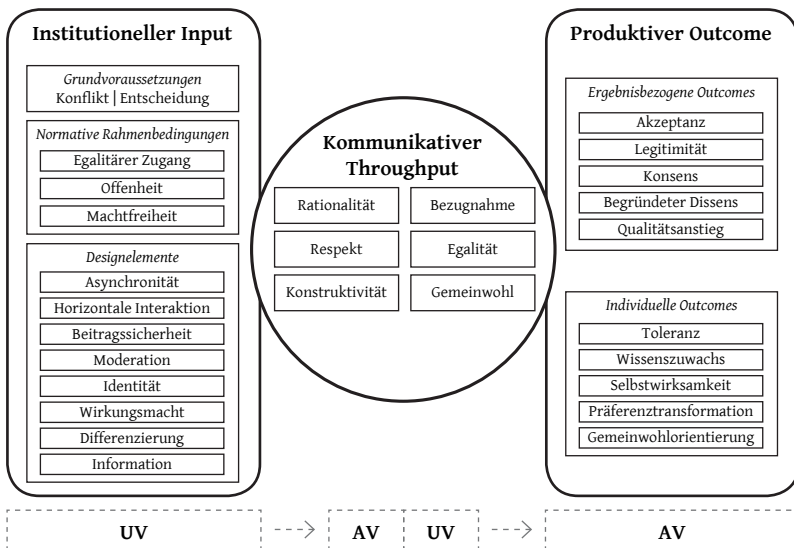 Institutioneller Input
Grundvoraussetzungen
Konflikt | Entscheidung
Normative Rahmenbedingungen
Egalitärer Zugang
Offenheit
Machtfreiheit
Designelemente
Asynchronität
Horizontale Interaktion
Beitragssicherheit
Moderation
Identität
Wirkungsmacht
Differenzierung
Information
Kommunikativer
Throughput
Rationalität
Bezugnahme
Respekt
Egalität
Konstruktivität
Gemeinwohl
Produktiver Outcome
Ergebnisbezogene Outcomes
Akzeptanz
Legitimität
Konsens
Begründeter Dissens
Qualitätsanstieg
Individuelle Outcomes
Toleranz
Wissenszuwachs
Selbstwirksamkeit
Präferenztransformation
Gemeinwohlorientierung
UV
AV
UV
AV